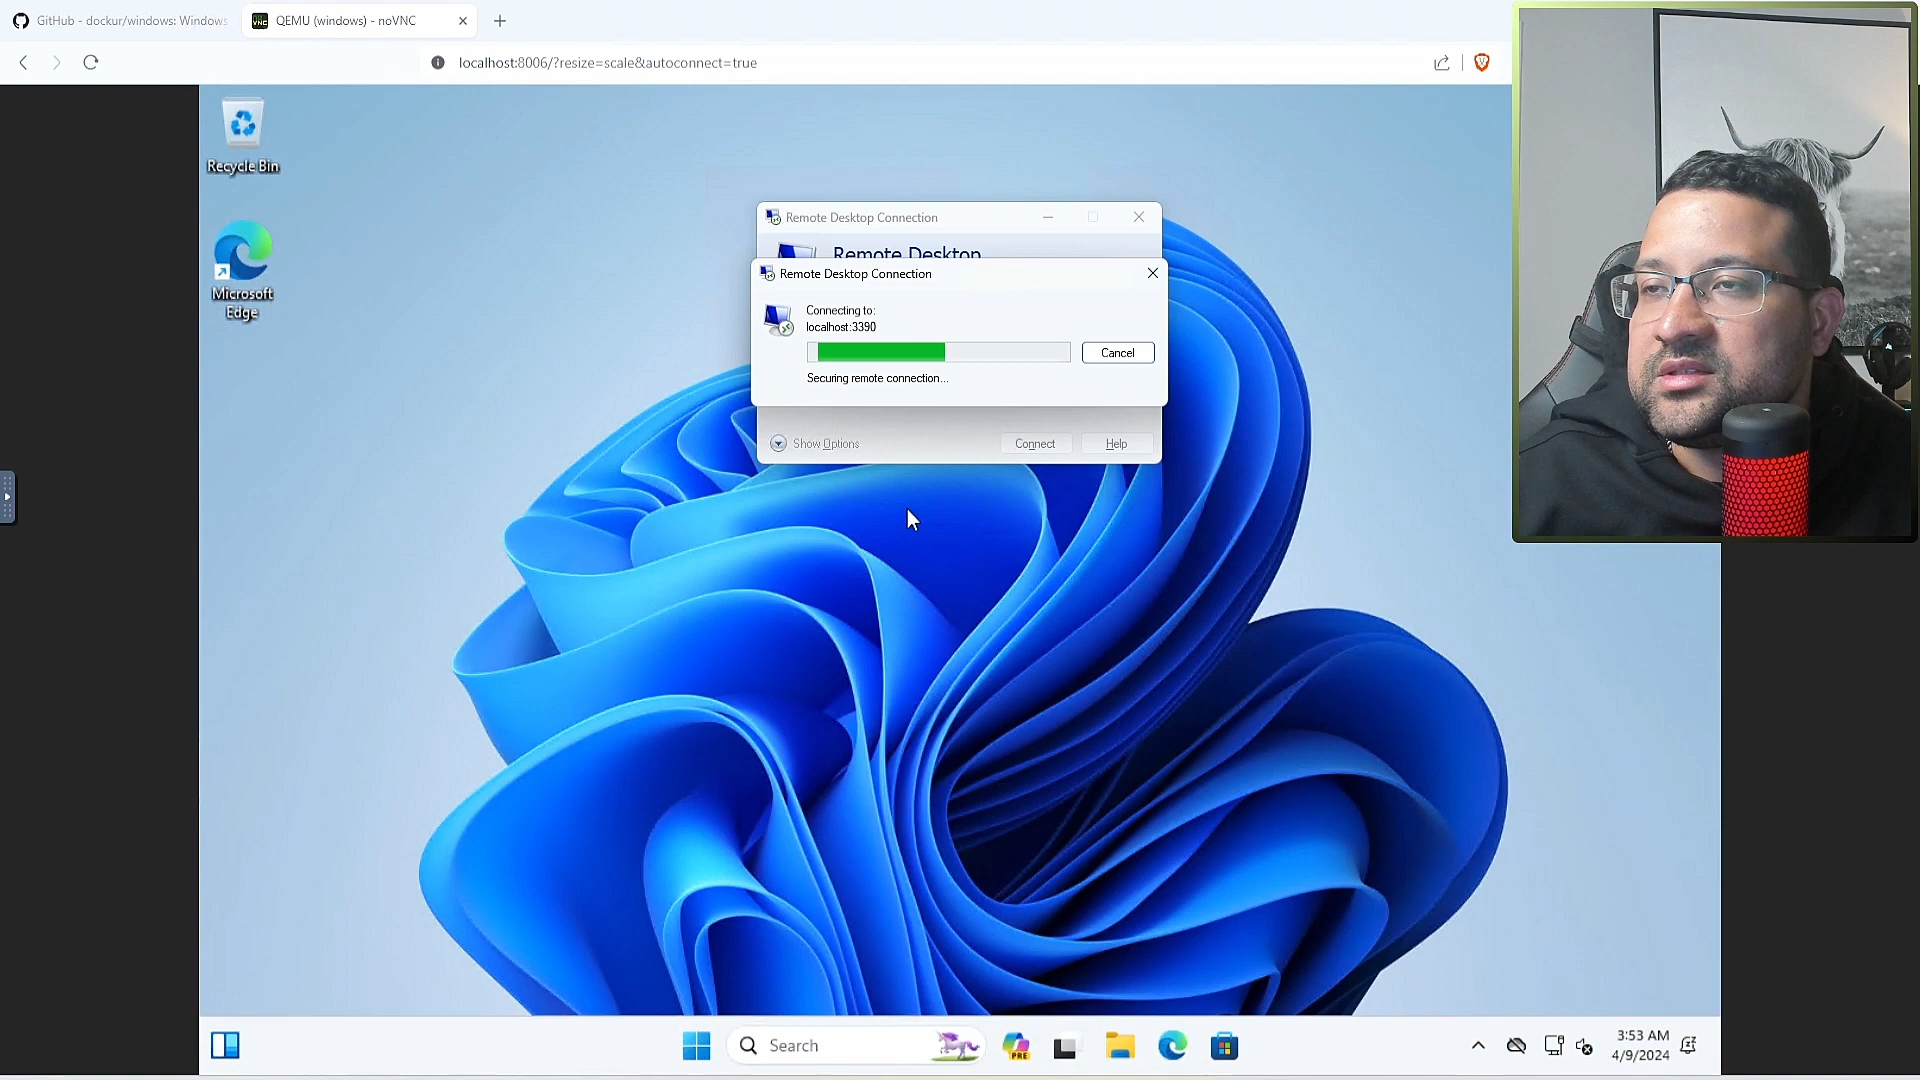 GitHub - dockur/windows: Windows
QEMU (windows) - noVNC
localhost:8006/?resize=scale&autoconnect=true
Recycle Bin
Microsoft
Edge
Remote Desktop Connection
Remote Desktop
Remote Desktop Connection
Connecting to:
localhost:3390
Cancel
Securing remote connection...
Show Options
Connect
Help
Search
PRE
3:53 AM
4/9/2024